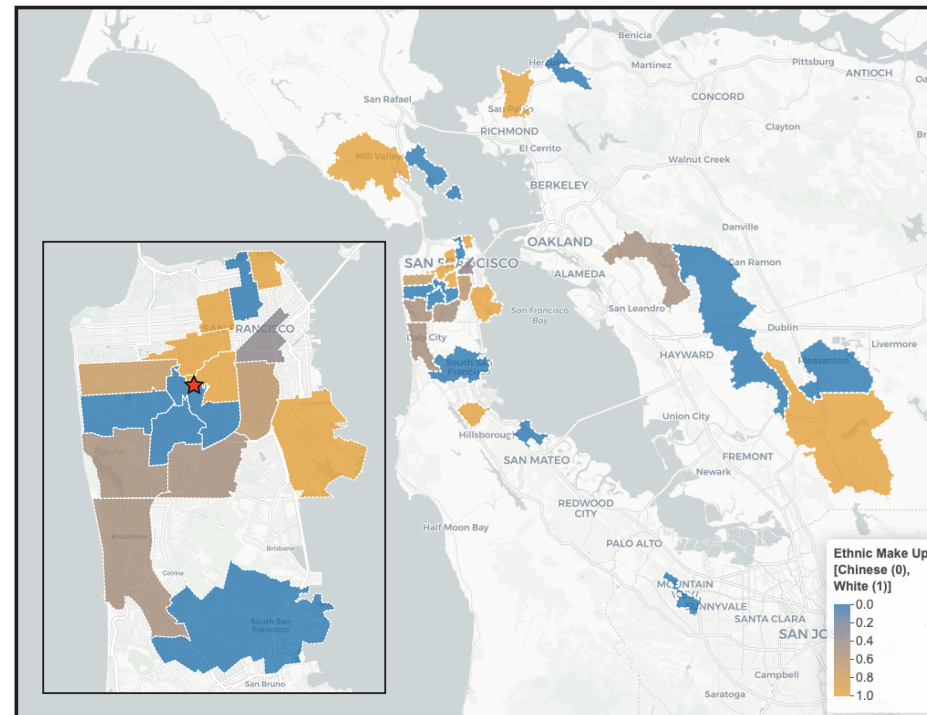 Benicia
Hercules
Martinez
Pittsburg
ANTIOCH
San Rafael
CONCORD
San Pablo
RICHMOND
Clayton
El Cerrito
Mill Valley
Walnut Creek
BERKELEY
Danville
OAKLAND
SAN FRANCISCO
San Ramon
ALAMEDA
San Leandro
San Francisco
Bay
Daly City
Dublin
Livermore
HAYWARD
Pleasanton
South San
Francisco
Union City
Hillsborough
SAN MATEO
FREMONT
Newark
REDWOOD
CITY
Half Moon Bay
PALO ALTO
MOUNTAIN
VIEW
SUNNYVALE
SANTA CLARA
SAN JOS
Campbell
Saratoga
SAN FRANCISCO
M
Broadmoor
Brisbane
Colma
South San
Francisco
San Bruno
Ethnic Make Up
[Chinese (0),
White (1)]
0.0
0.2
0.4
0.6
0.8
1.0